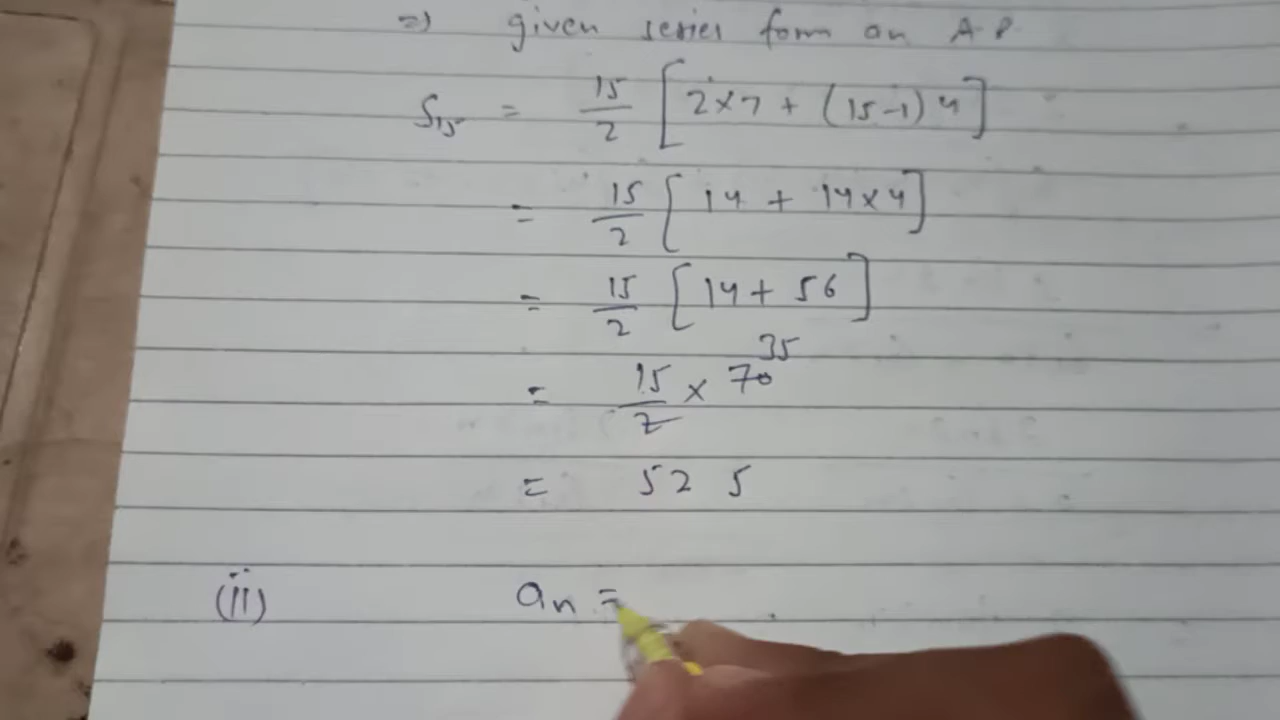 =) given series form an A.P
S15 = 15/2 [2×7 + (15-1)4]
= 15/2 [14 + 14×4]
= 15/2 [14 + 56]
= 15/2 × 70 35
= 525
(ii) an =